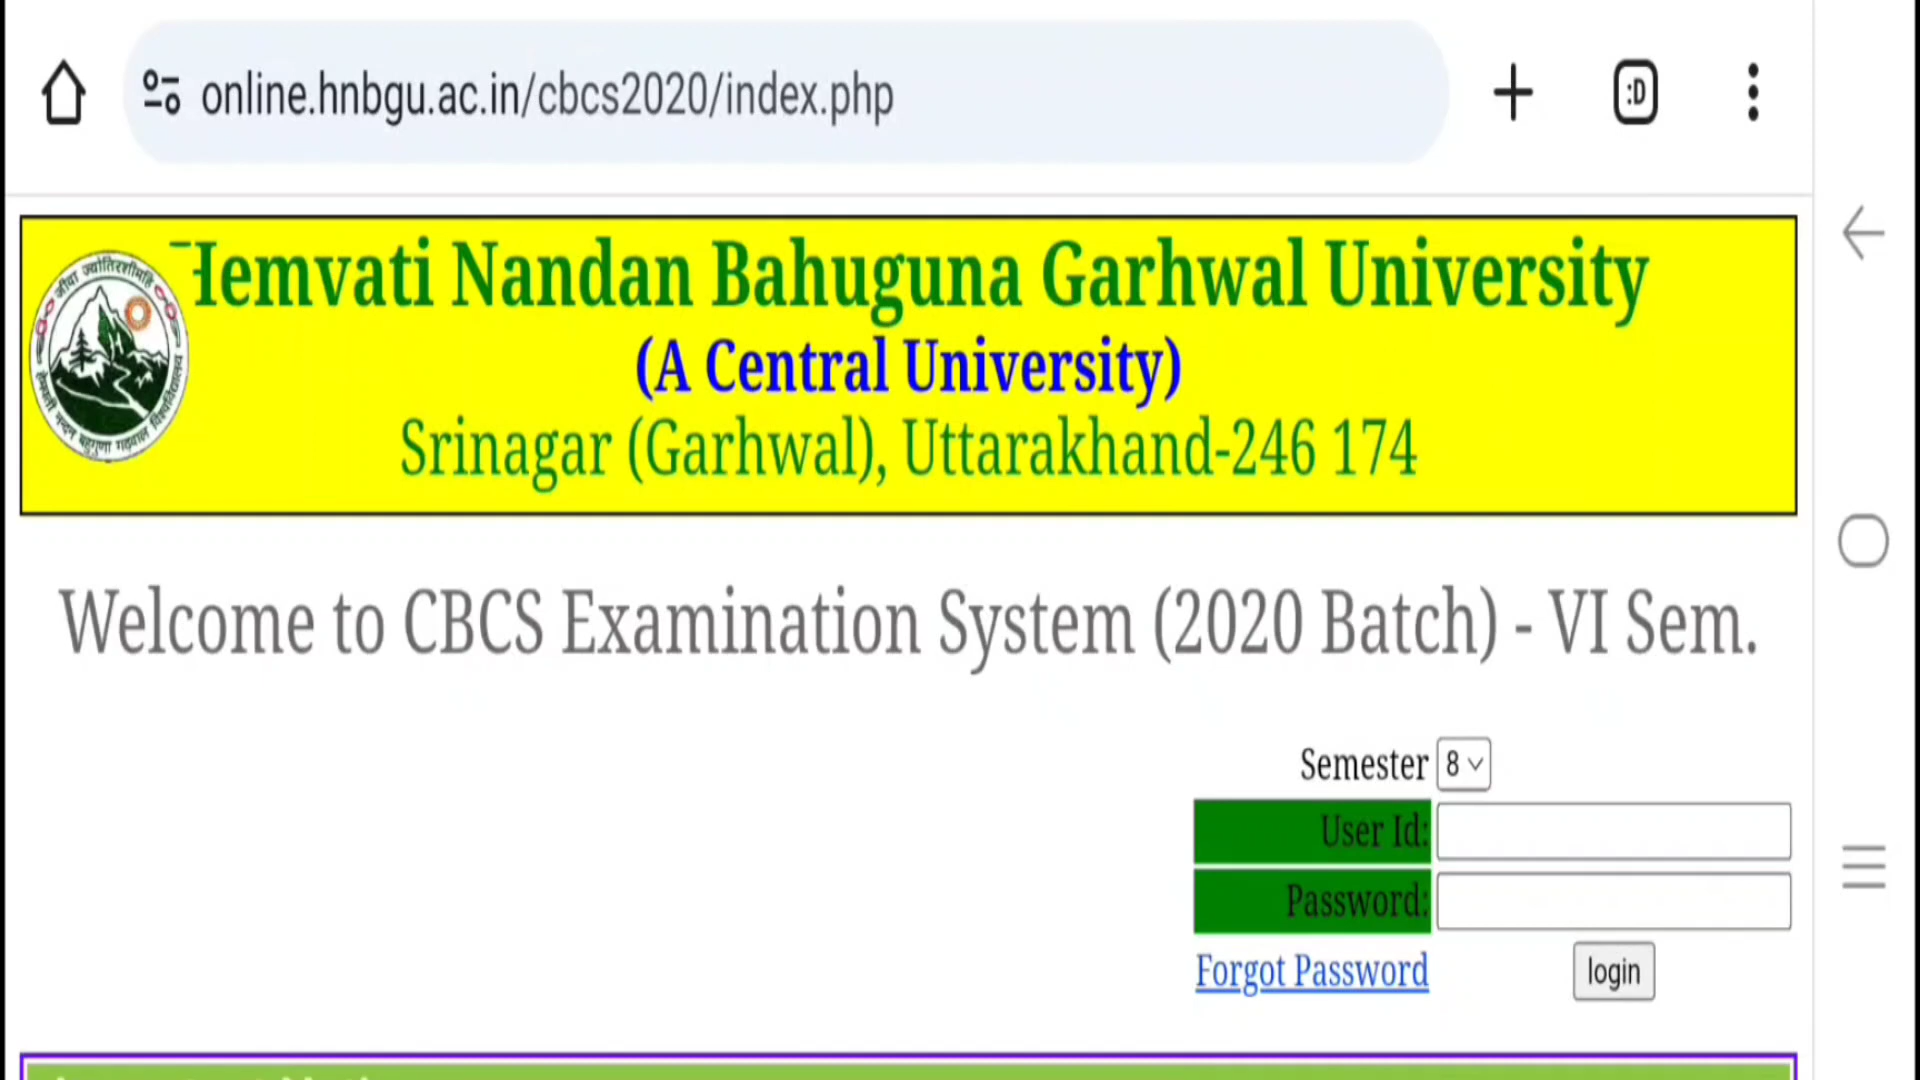 online.hnbgu.ac.in/cbcs2020/index.php
:D
Hemvati Nandan Bahuguna Garhwal University
(A Central University)
Srinagar (Garhwal), Uttarakhand-246 174
Welcome to CBCS Examination System (2020 Batch) - VI Sem.
Semester 8
User Id:
Password:
Forgot Password login